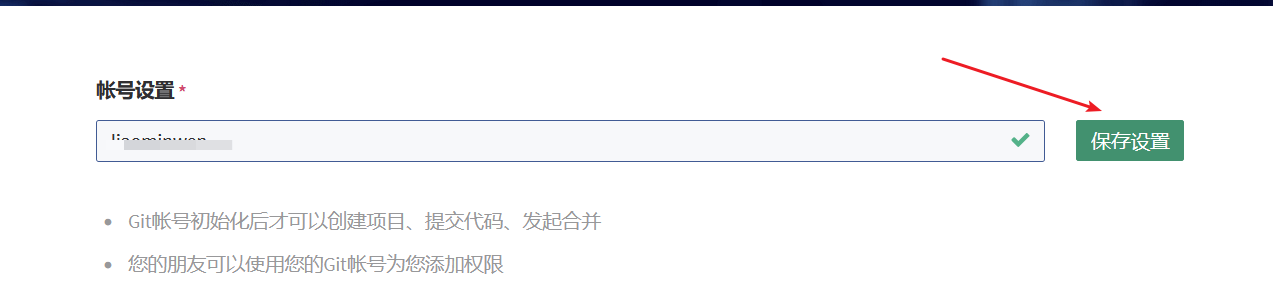 帐号设置 *
保存设置
Git帐号初始化后才可以创建项目、提交代码、发起合并
您的朋友可以使用您的Git帐号为您添加权限